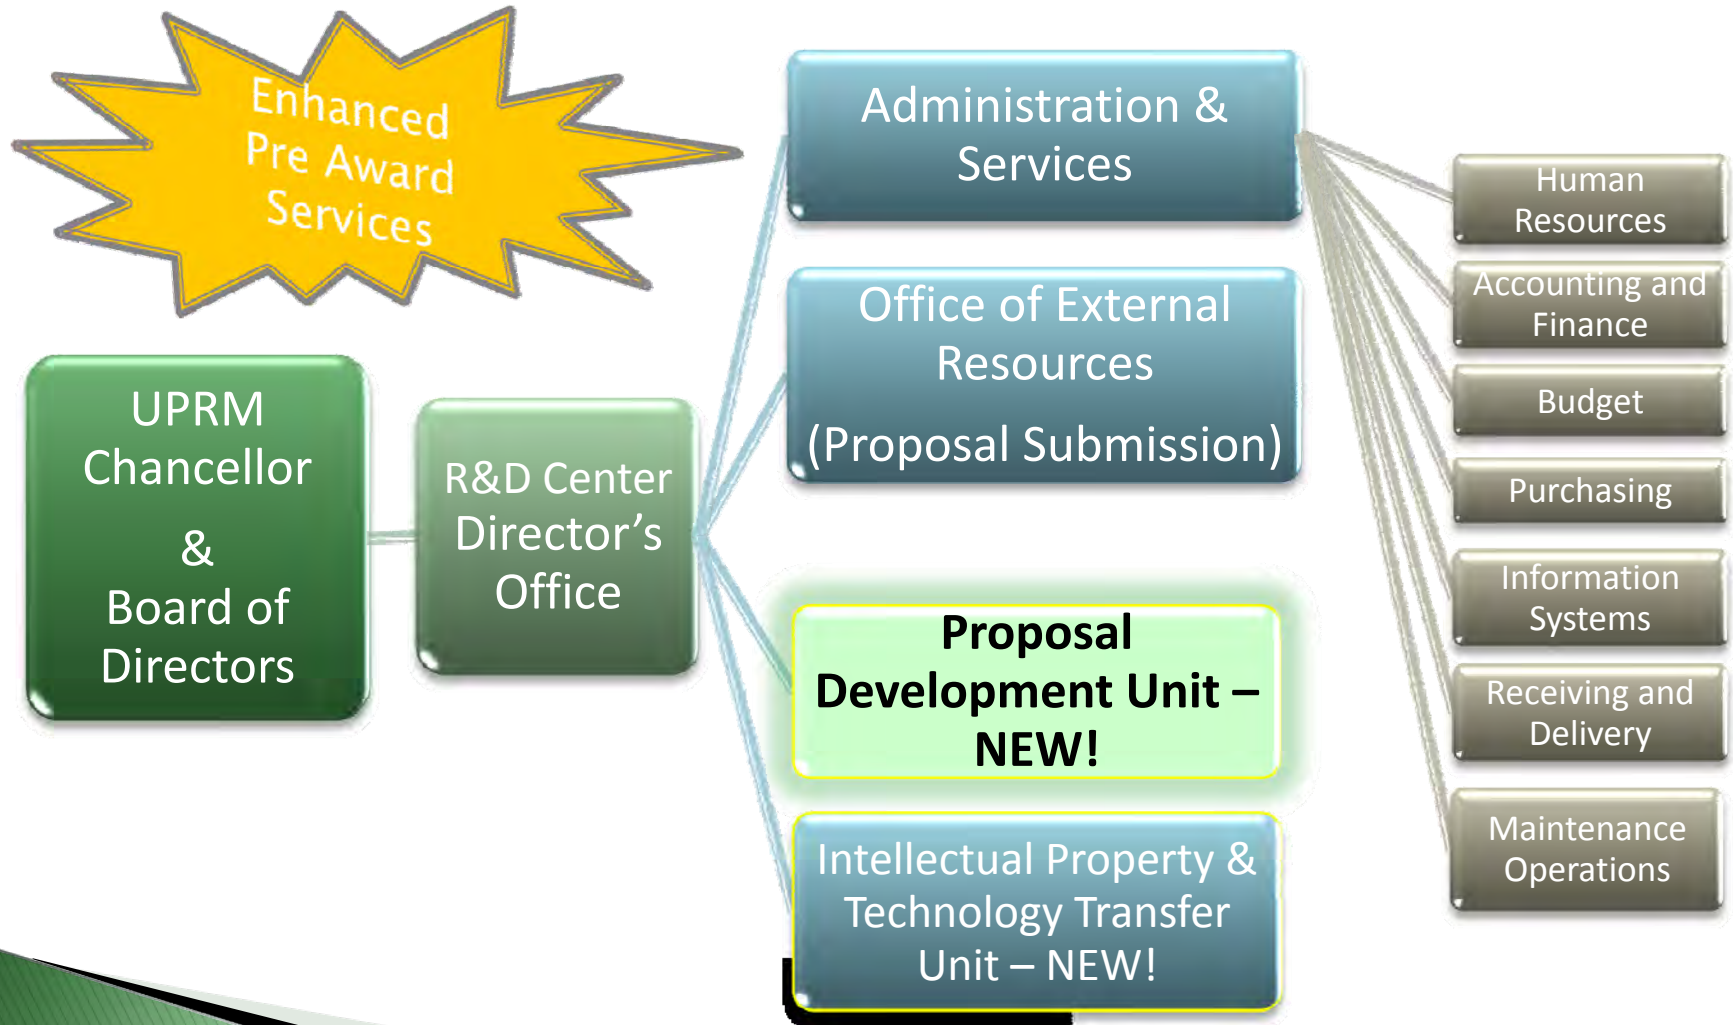 Enhanced
Pre Award
Services
UPRM
Chancellor
&
Board of
Directors
R&D Center
Director’s
Office
Administration &
Services
Office of External
Resources
(Proposal Submission)
Proposal
Development Unit –
NEW!
Intellectual Property &
Technology Transfer
Unit – NEW!
Human
Resources
Accounting and
Finance
Budget
Purchasing
Information
Systems
Receiving and
Delivery
Maintenance
Operations